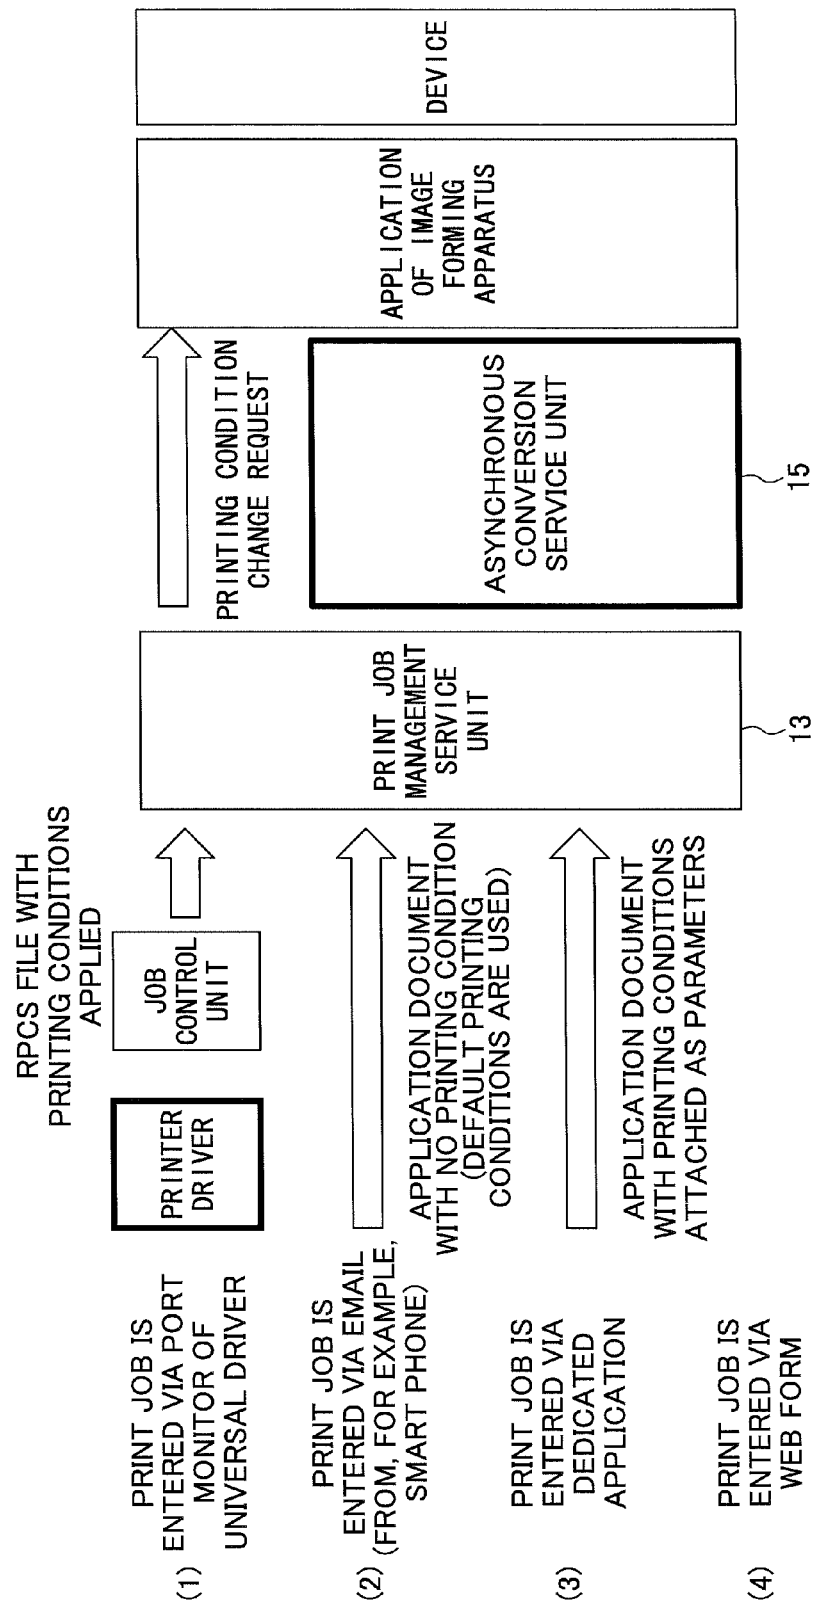 (1)
PRINT JOB IS
ENTERED VIA PORT
MONITOR OF
UNIVERSAL DRIVER
PRINTER
DRIVER
JOB
CONTROL
UNIT
RPCS FILE WITH
PRINTING CONDITIONS
APPLIED
(2)
PRINT JOB IS
ENTERED VIA EMAIL
(FROM, FOR EXAMPLE,
SMART PHONE)
APPLICATION DOCUMENT
WITH NO PRINTING CONDITION
(DEFAULT PRINTING
CONDITIONS ARE USED)
(3)
PRINT JOB IS
ENTERED VIA
DEDICATED
APPLICATION
APPLICATION DOCUMENT
WITH PRINTING CONDITIONS
ATTACHED AS PARAMETERS
(4)
PRINT JOB IS
ENTERED VIA
WEB FORM
PRINT JOB
MANAGEMENT
SERVICE
UNIT
13
PRINTING CONDITION
CHANGE REQUEST
ASYNCHRONOUS
CONVERSION
SERVICE UNIT
15
APPLICATION
OF IMAGE
FORMING
APPARATUS
DEVICE